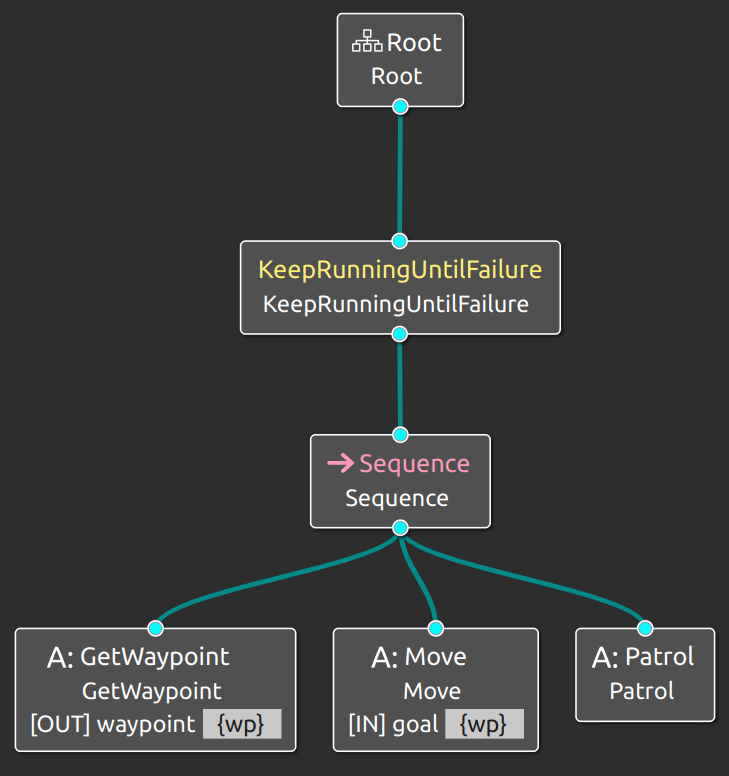 Root
Root
KeepRunningUntilFailure
KeepRunningUntilFailure
Sequence
Sequence
A: GetWaypoint
GetWaypoint
[OUT] waypoint {wp}
A: Move
Move
[IN] goal {wp}
A: Patrol
Patrol